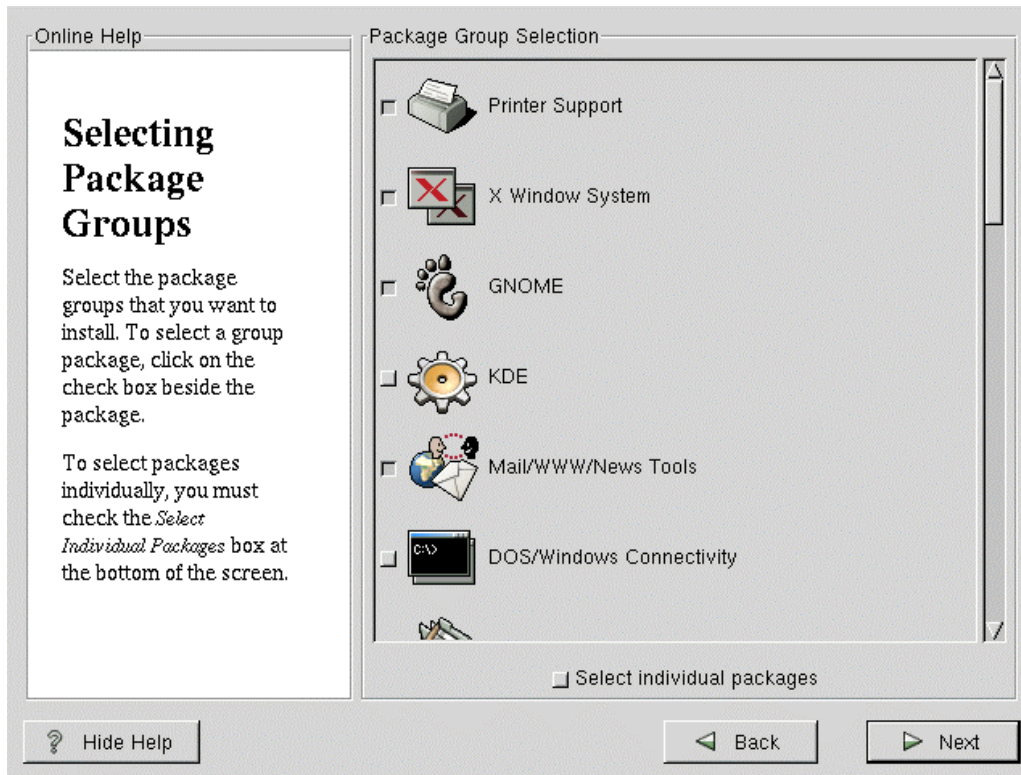 Online Help
Selecting
Package
Groups
Select the package
groups that you want to
install. To select a group
package, click on the
check box beside the
package.
To select packages
individually, you must
check the Select
Individual Packages box at
the bottom of the screen.
Package Group Selection
Printer Support
X Window System
GNOME
KDE
Mail/WWW/News Tools
C:\>
DOS/Windows Connectivity
Select individual packages
? Hide Help
Back
Next